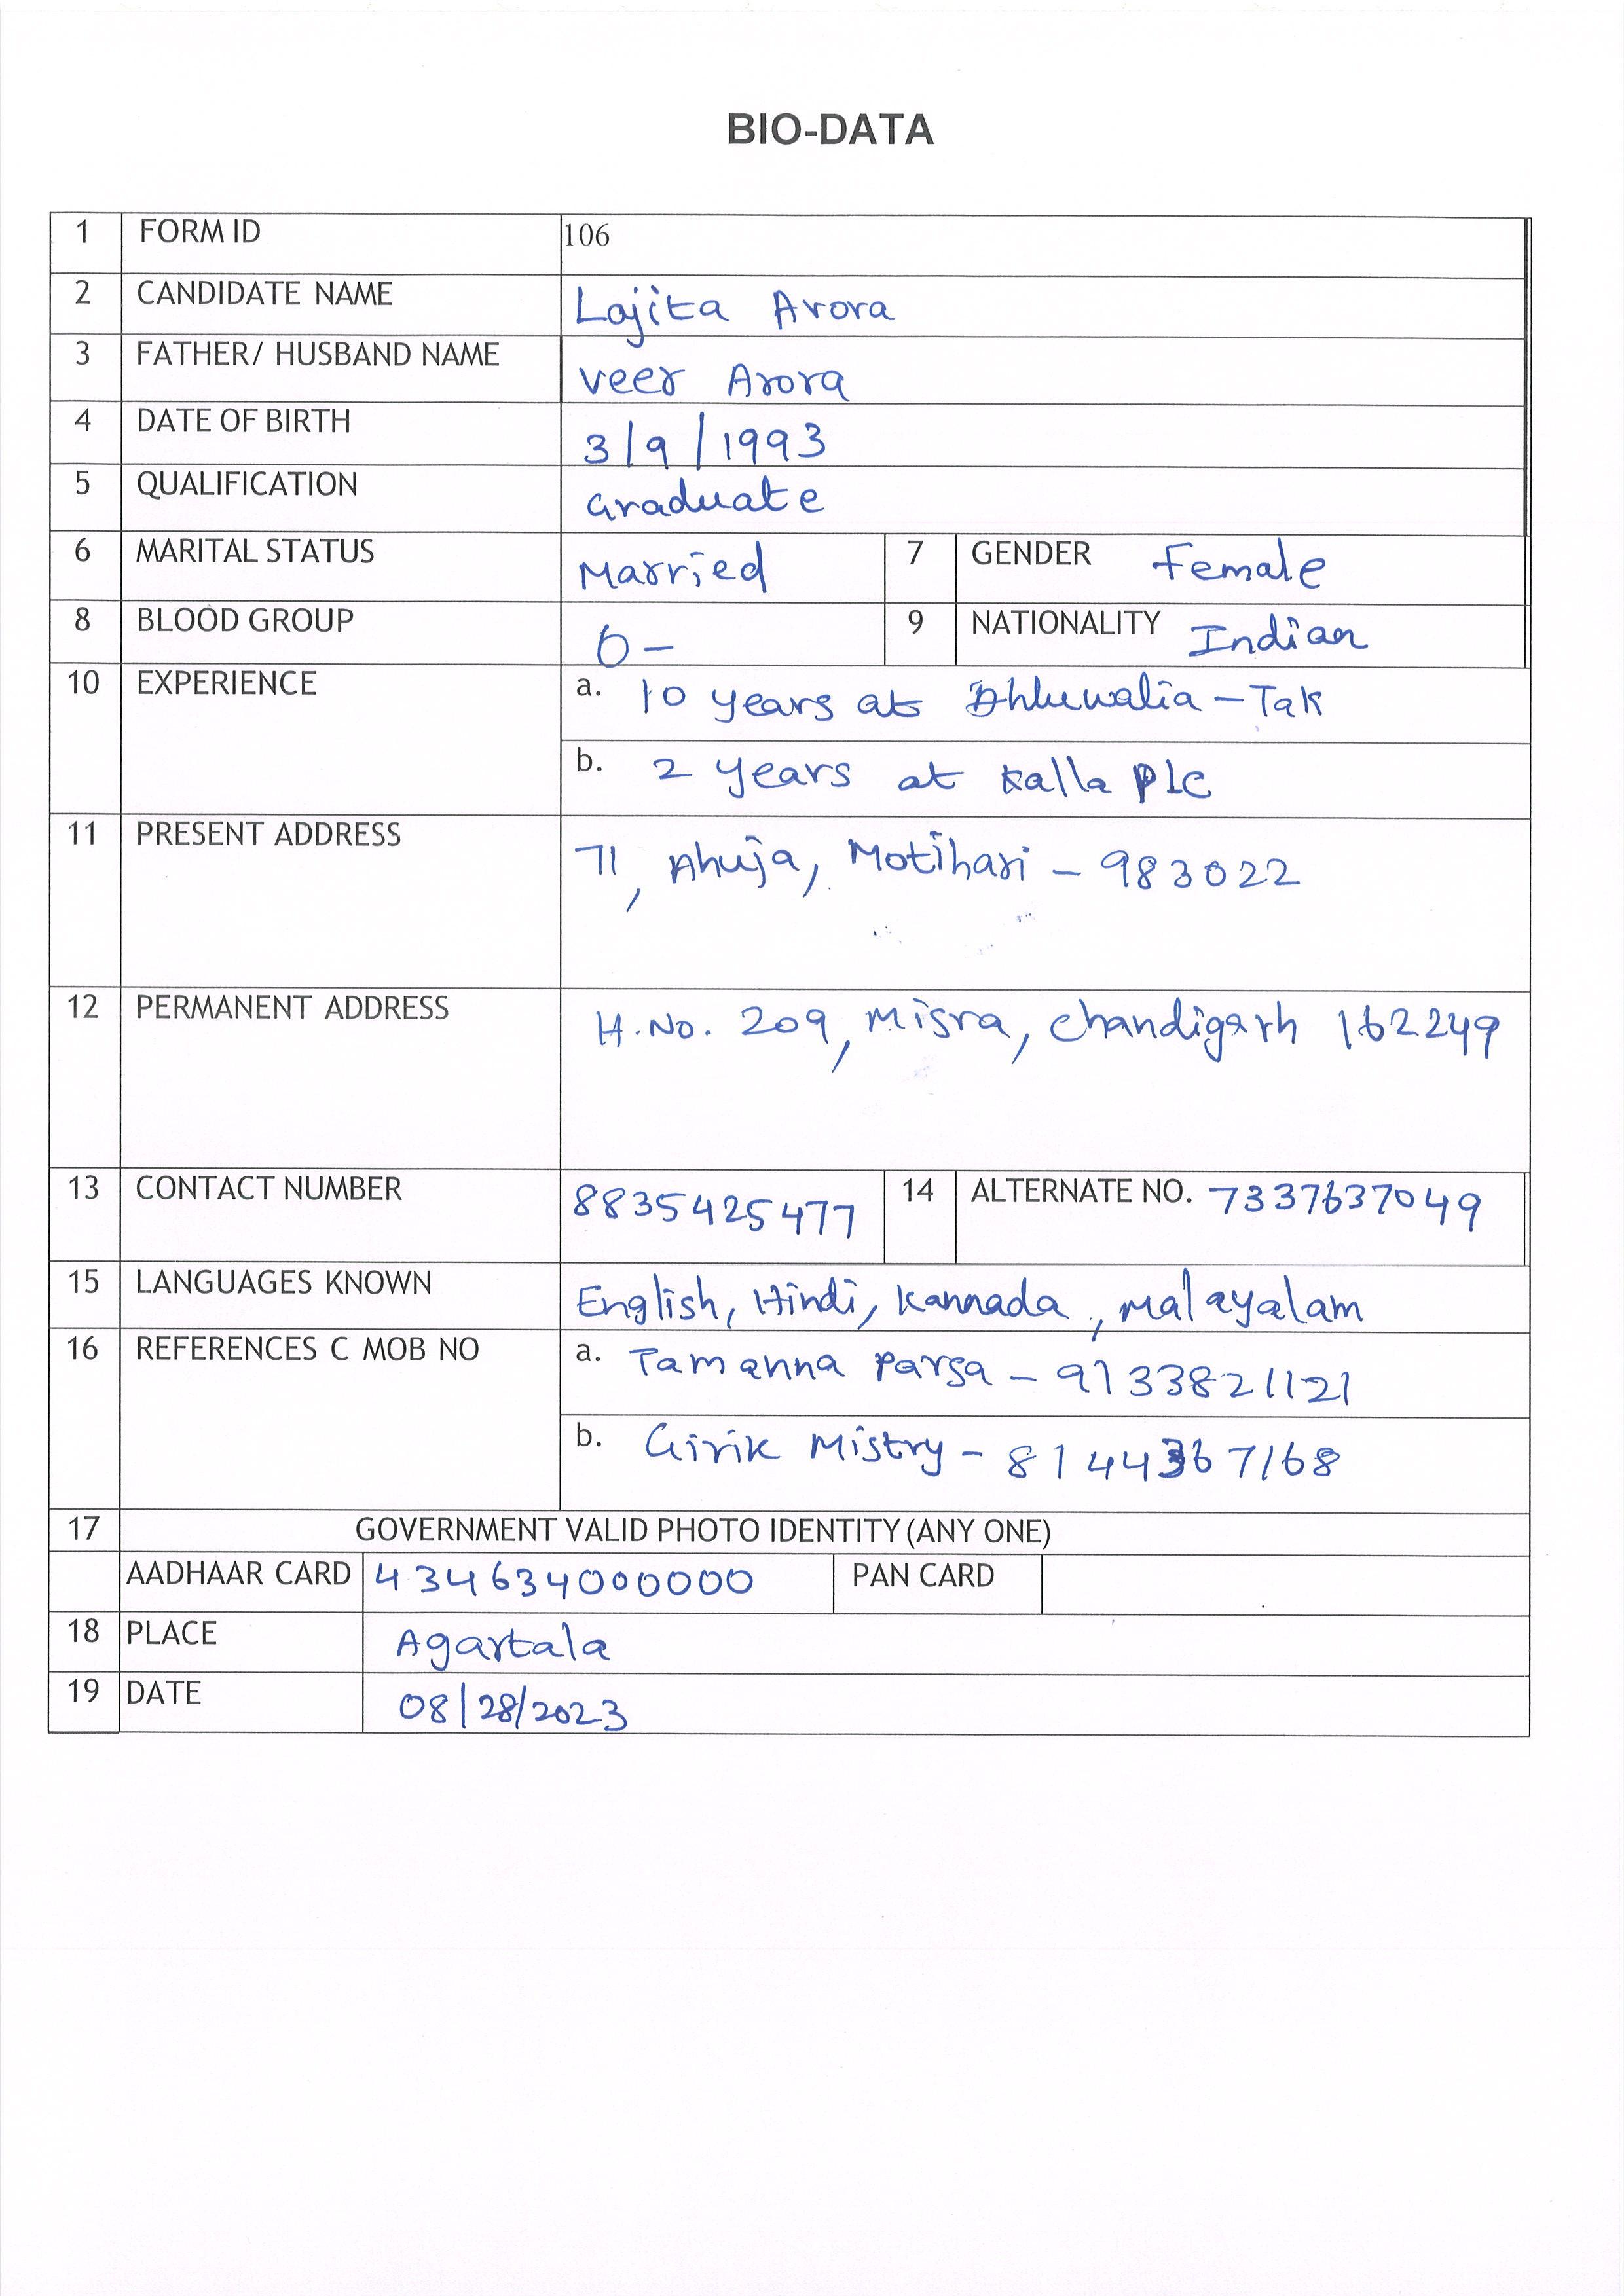 BIO-DATA
1 FORM ID 106
2 CANDIDATE NAME Lajita Arora
3 FATHER/ HUSBAND NAME veer Arora
4 DATE OF BIRTH 3/9/1993
5 QUALIFICATION Graduate
6 MARITAL STATUS Married 7 GENDER Female
8 BLOOD GROUP O- 9 NATIONALITY Indian
10 EXPERIENCE a. 10 years at Ahluwalia-Tak
b. 2 years at Kalla PLC
11 PRESENT ADDRESS 71, Ahuja, Motihari - 983022
12 PERMANENT ADDRESS H.No. 209, Misra, Chandigarh 162249
13 CONTACT NUMBER 8835425477 14 ALTERNATE NO. 7337637049
15 LANGUAGES KNOWN English, Hindi, Kannada, Malayalam
16 REFERENCES C MOB NO a. Tamanna Parsa - 9133821121
b. Girik Mistry - 8144367168
17 GOVERNMENT VALID PHOTO IDENTITY (ANY ONE)
AADHAAR CARD 434634000000 PAN CARD
18 PLACE Agartala
19 DATE 08/28/2023